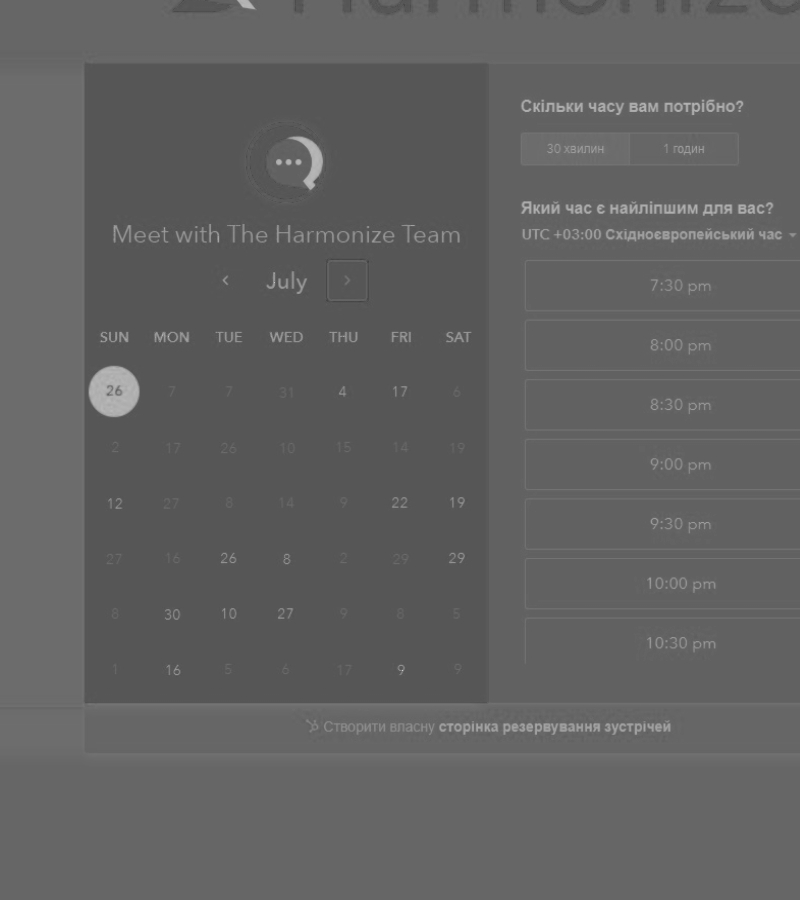 Harmonize
Meet with The Harmonize Team
July
SUN MON TUE WED THU FRI SAT
26 7 7 31 4 17 6
2 17 26 10 15 14 19
12 27 8 14 9 22 19
27 16 26 8 2 29 29
8 30 10 27 9 8 5
1 16 5 6 17 9 9
Скільки часу вам потрібно?
30 хвилин 1 годин
Який час є найліпшим для вас?
UTC +03:00 Східноєвропейський час
7:30 pm
8:00 pm
8:30 pm
9:00 pm
9:30 pm
10:00 pm
10:30 pm
Створити власну сторінка резервування зустрічей